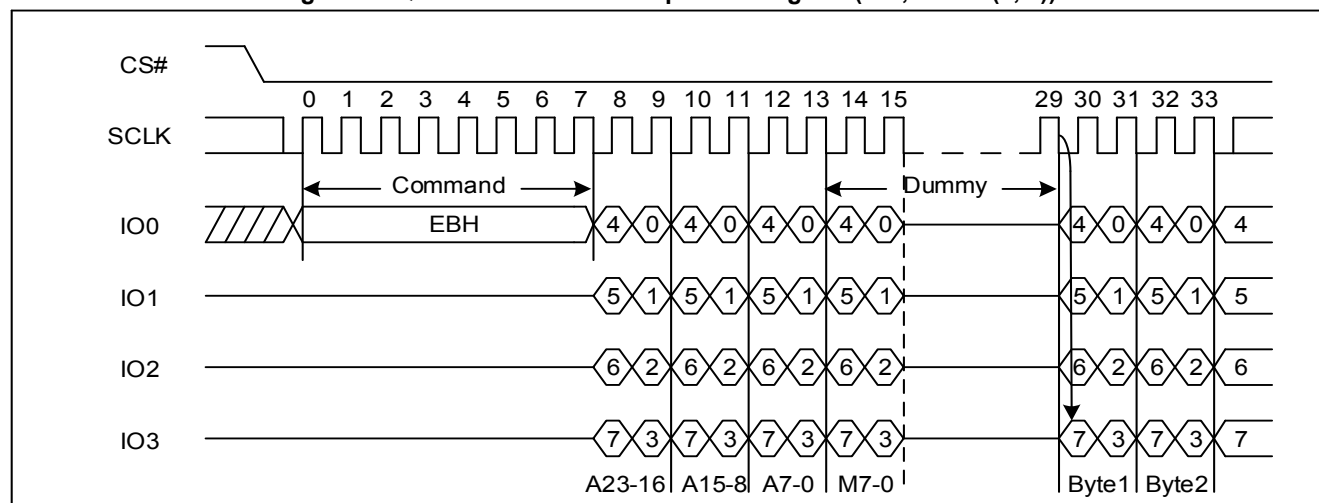 CS#
0 1 2 3 4 5 6 7 8 9 10 11 12 13 14 15 29 30 31 32 33
SCLK
Command Dummy
IO0 EBH 4 0 4 0 4 0 4 0 4 0 4 0 4
IO1 5 1 5 1 5 1 5 1 5 1 5 1 5
IO2 6 2 6 2 6 2 6 2 6 2 6 2 6
IO3 7 3 7 3 7 3 7 3 7 3 7 3 7
A23-16 A15-8 A7-0 M7-0 Byte1 Byte2